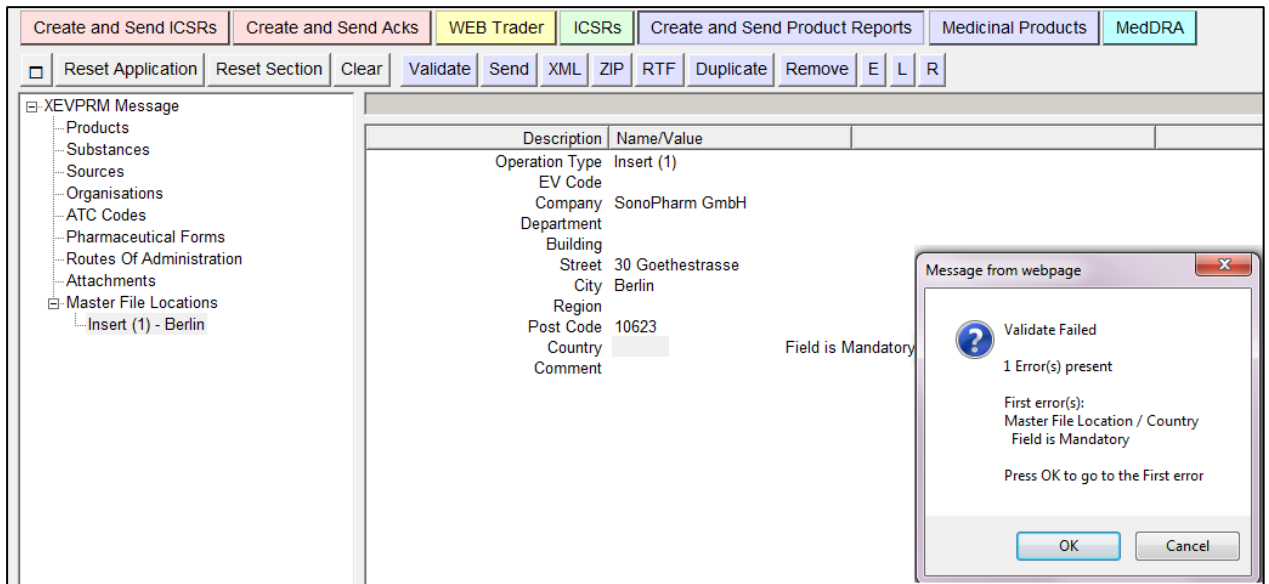 Create and Send ICSRs Create and Send Acks WEB Trader ICSRs Create and Send Product Reports Medicinal Products MedDRA
Reset Application Reset Section Clear Validate Send XML ZIP RTF Duplicate Remove E L R
XEVPRM Message
Products
Substances
Sources
Organisations
ATC Codes
Pharmaceutical Forms
Routes Of Administration
Attachments
Master File Locations
Insert (1) - Berlin
Description Name/Value
Operation Type Insert (1)
EV Code
Company SonoPharm GmbH
Department
Building
Street 30 Goethestrasse
City Berlin
Region
Post Code 10623
Country Field is Mandatory
Comment
Message from webpage
Validate Failed
1 Error(s) present
First error(s):
Master File Location / Country
Field is Mandatory
Press OK to go to the First error
OK Cancel